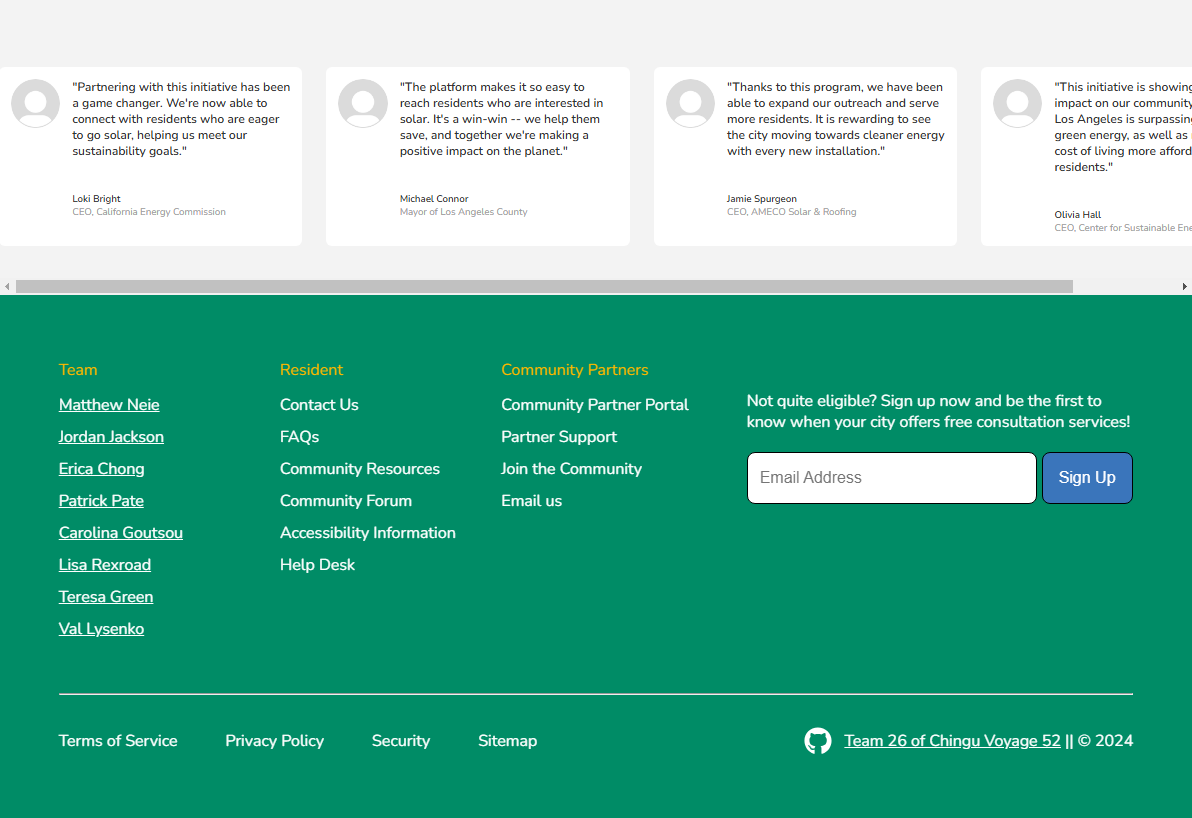 "Partnering with this initiative has been
a game changer. We're now able to
connect with residents who are eager
to go solar, helping us meet our
sustainability goals."
Loki Bright
CEO, California Energy Commission
"The platform makes it so easy to
reach residents who are interested in
solar. It's a win-win -- we help them
save, and together we're making a
positive impact on the planet."
Michael Connor
Mayor of Los Angeles County
"Thanks to this program, we have been
able to expand our outreach and serve
more residents. It is rewarding to see
the city moving towards cleaner energy
with every new installation."
Jamie Spurgeon
CEO, AMECO Solar & Roofing
"This initiative is showing
impact on our community
Los Angeles is surpassing
green energy, as well as
cost of living more afford
residents."
Olivia Hall
CEO, Center for Sustainable Ene
Team
Matthew Neie
Jordan Jackson
Erica Chong
Patrick Pate
Carolina Goutsou
Lisa Rexroad
Teresa Green
Val Lysenko
Resident
Contact Us
FAQs
Community Resources
Community Forum
Accessibility Information
Help Desk
Community Partners
Community Partner Portal
Partner Support
Join the Community
Email us
Not quite eligible? Sign up now and be the first to
know when your city offers free consultation services!
Email Address
Sign Up
Terms of Service
Privacy Policy
Security
Sitemap
Team 26 of Chingu Voyage 52 || © 2024